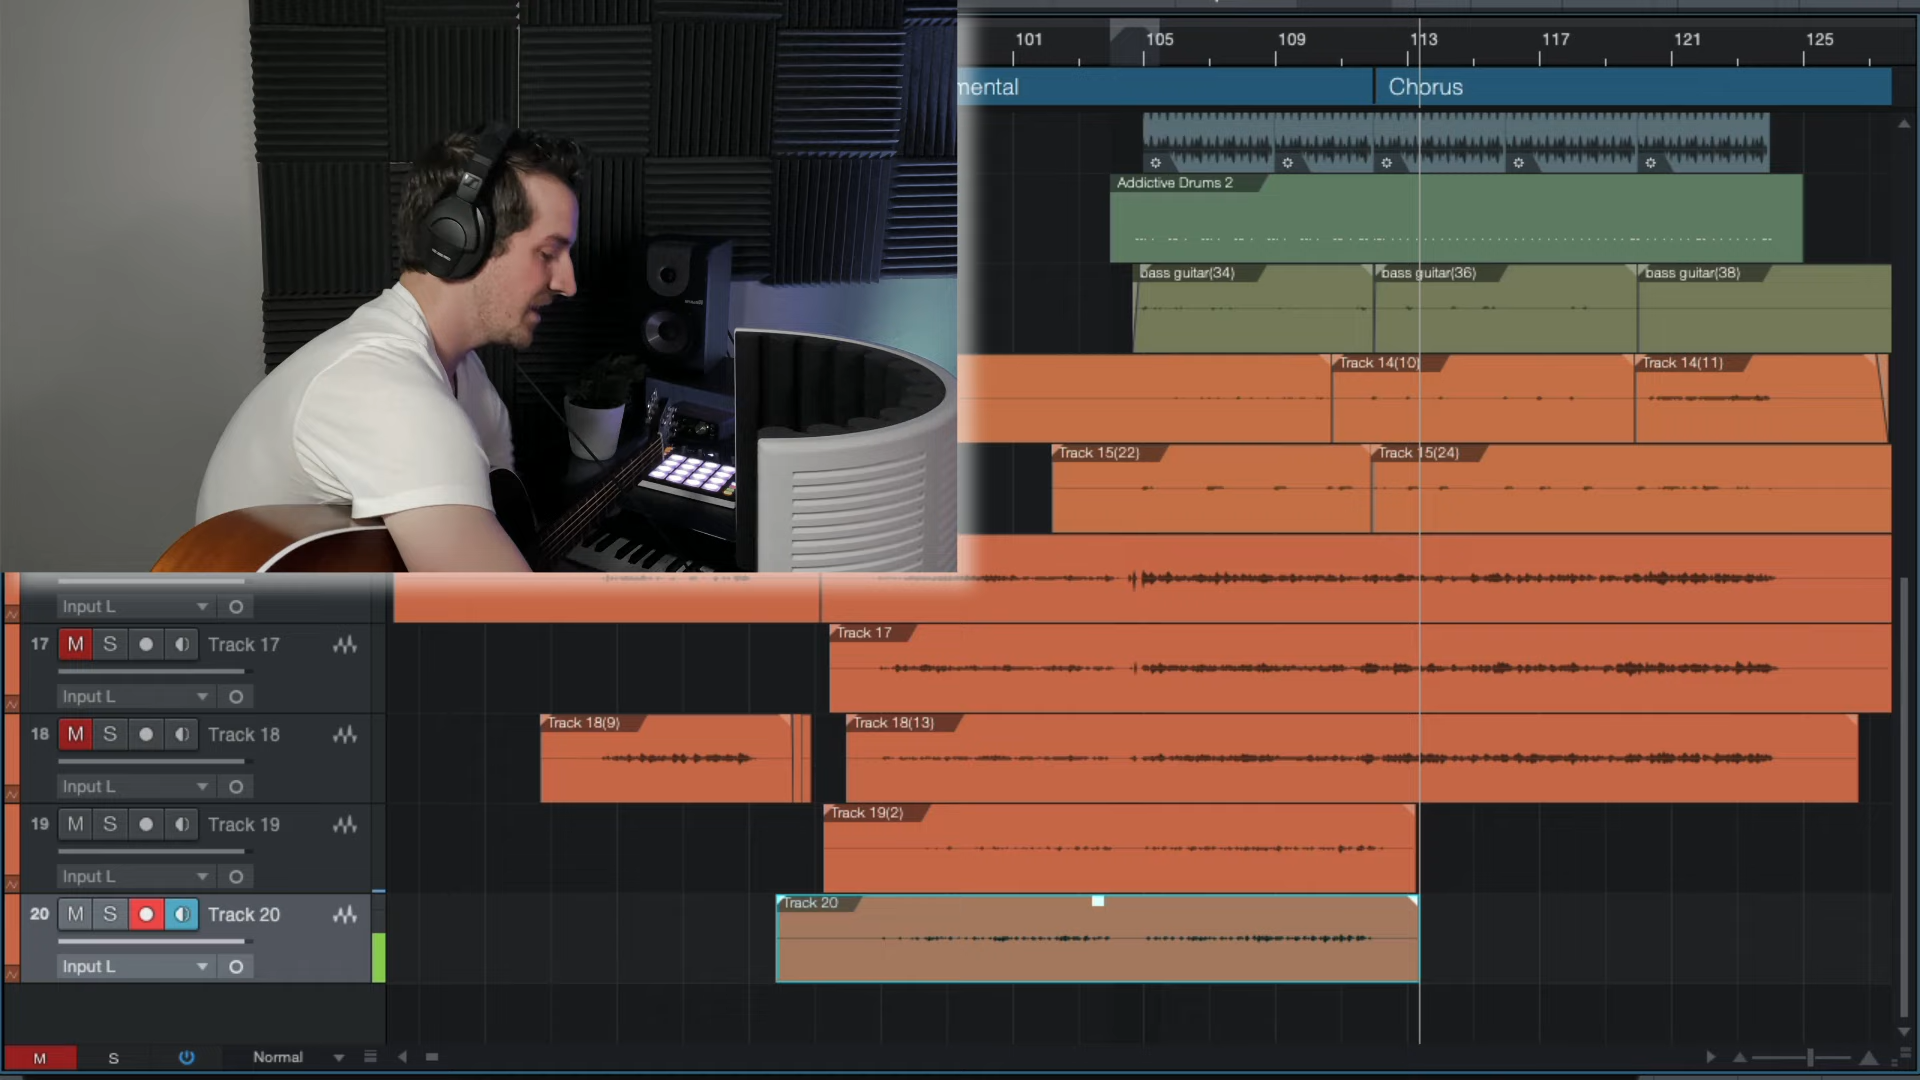 101 105 109 113 117 121 125
mental Chorus
Addictive Drums 2
bass guitar(34) bass guitar(36) bass guitar(38)
Track 14(10) Track 14(11)
Track 15(22) Track 15(24)
Input L
17 M S Track 17 Track 17
Input L
18 M S Track 18 Track 18(9) Track 18(13)
Input L
19 M S Track 19 Track 19(2)
Input L
20 M S Track 20 Track 20
Input L
M S Normal